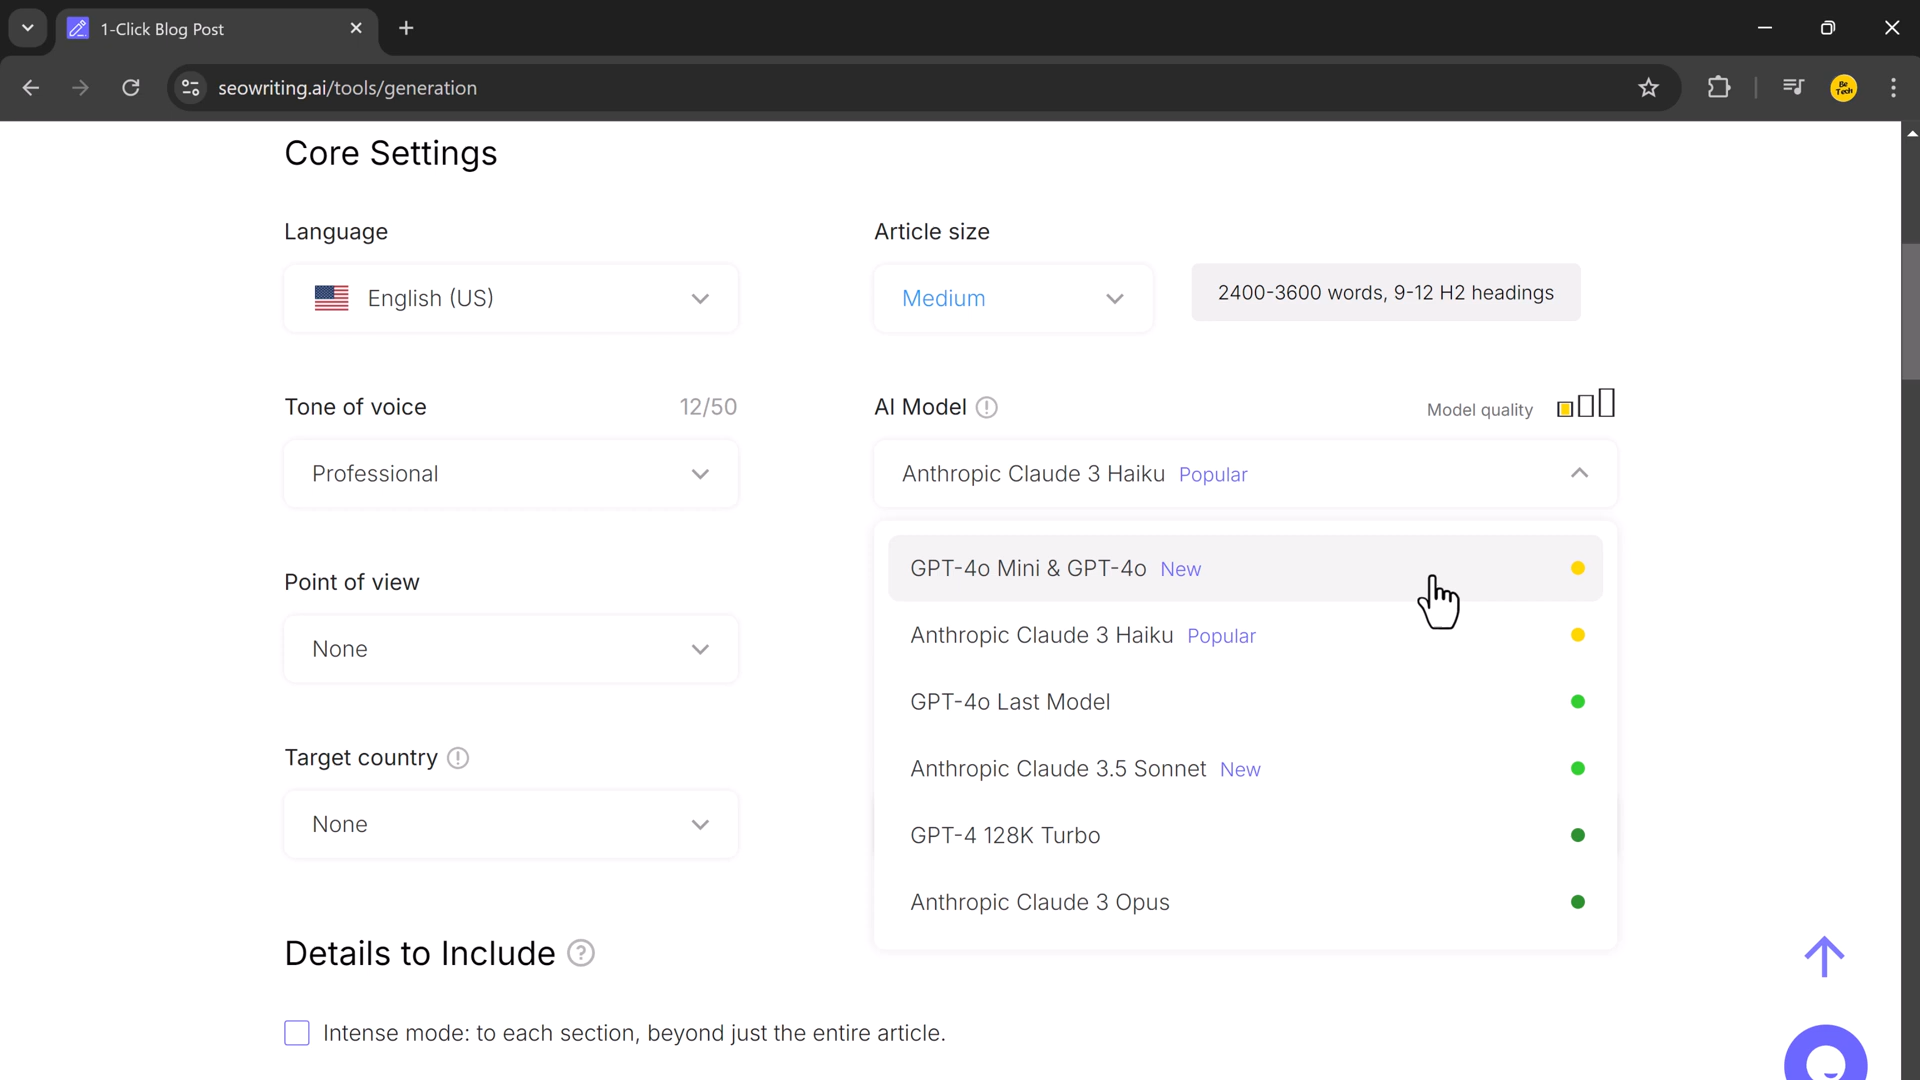 1-Click Blog Post
seowriting.ai/tools/generation
Be
Tech
Core Settings
Language
English (US)
Article size
Medium
2400-3600 words, 9-12 H2 headings
Tone of voice
12/50
Professional
AI Model
Model quality
Anthropic Claude 3 Haiku Popular
GPT-4o Mini & GPT-4o New
Anthropic Claude 3 Haiku Popular
GPT-4o Last Model
Anthropic Claude 3.5 Sonnet New
GPT-4 128K Turbo
Anthropic Claude 3 Opus
Point of view
None
Target country
None
Details to Include
Intense mode: to each section, beyond just the entire article.